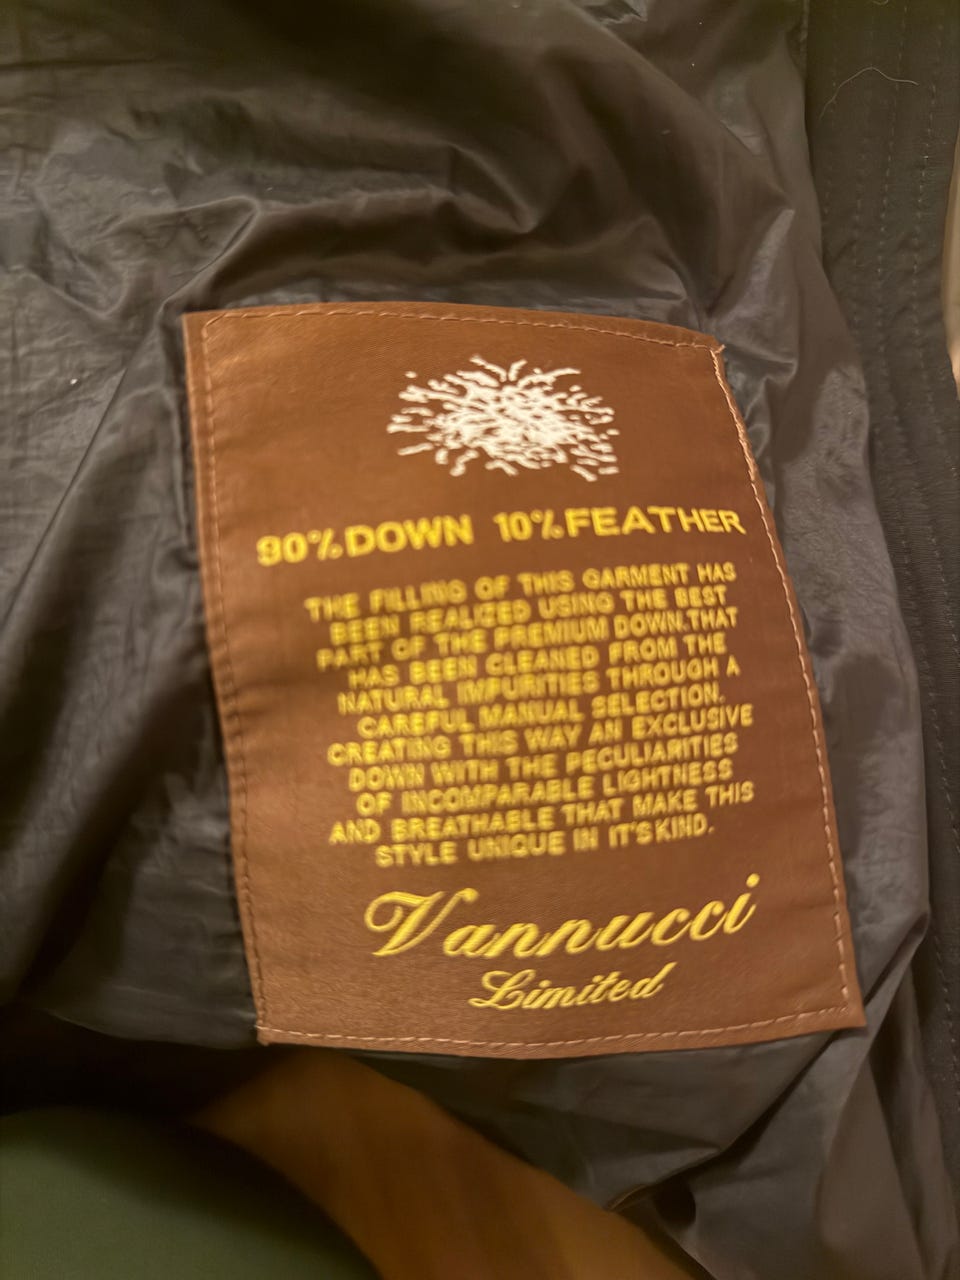 90% DOWN 10% FEATHER
THE FILLING OF THIS GARMENT HAS
BEEN REALIZED USING THE BEST
PART OF THE PREMIUM DOWN.THAT
HAS BEEN CLEANED FROM THE
NATURAL IMPURITIES THROUGH A
CAREFUL MANUAL SELECTION.
CREATING THIS WAY AN EXCLUSIVE
DOWN WITH THE PECULIARITIES
OF INCOMPARABLE LIGHTNESS
AND BREATHABLE THAT MAKE THIS
STYLE UNIQUE IN IT'S KIND.
Vannucci
Limited